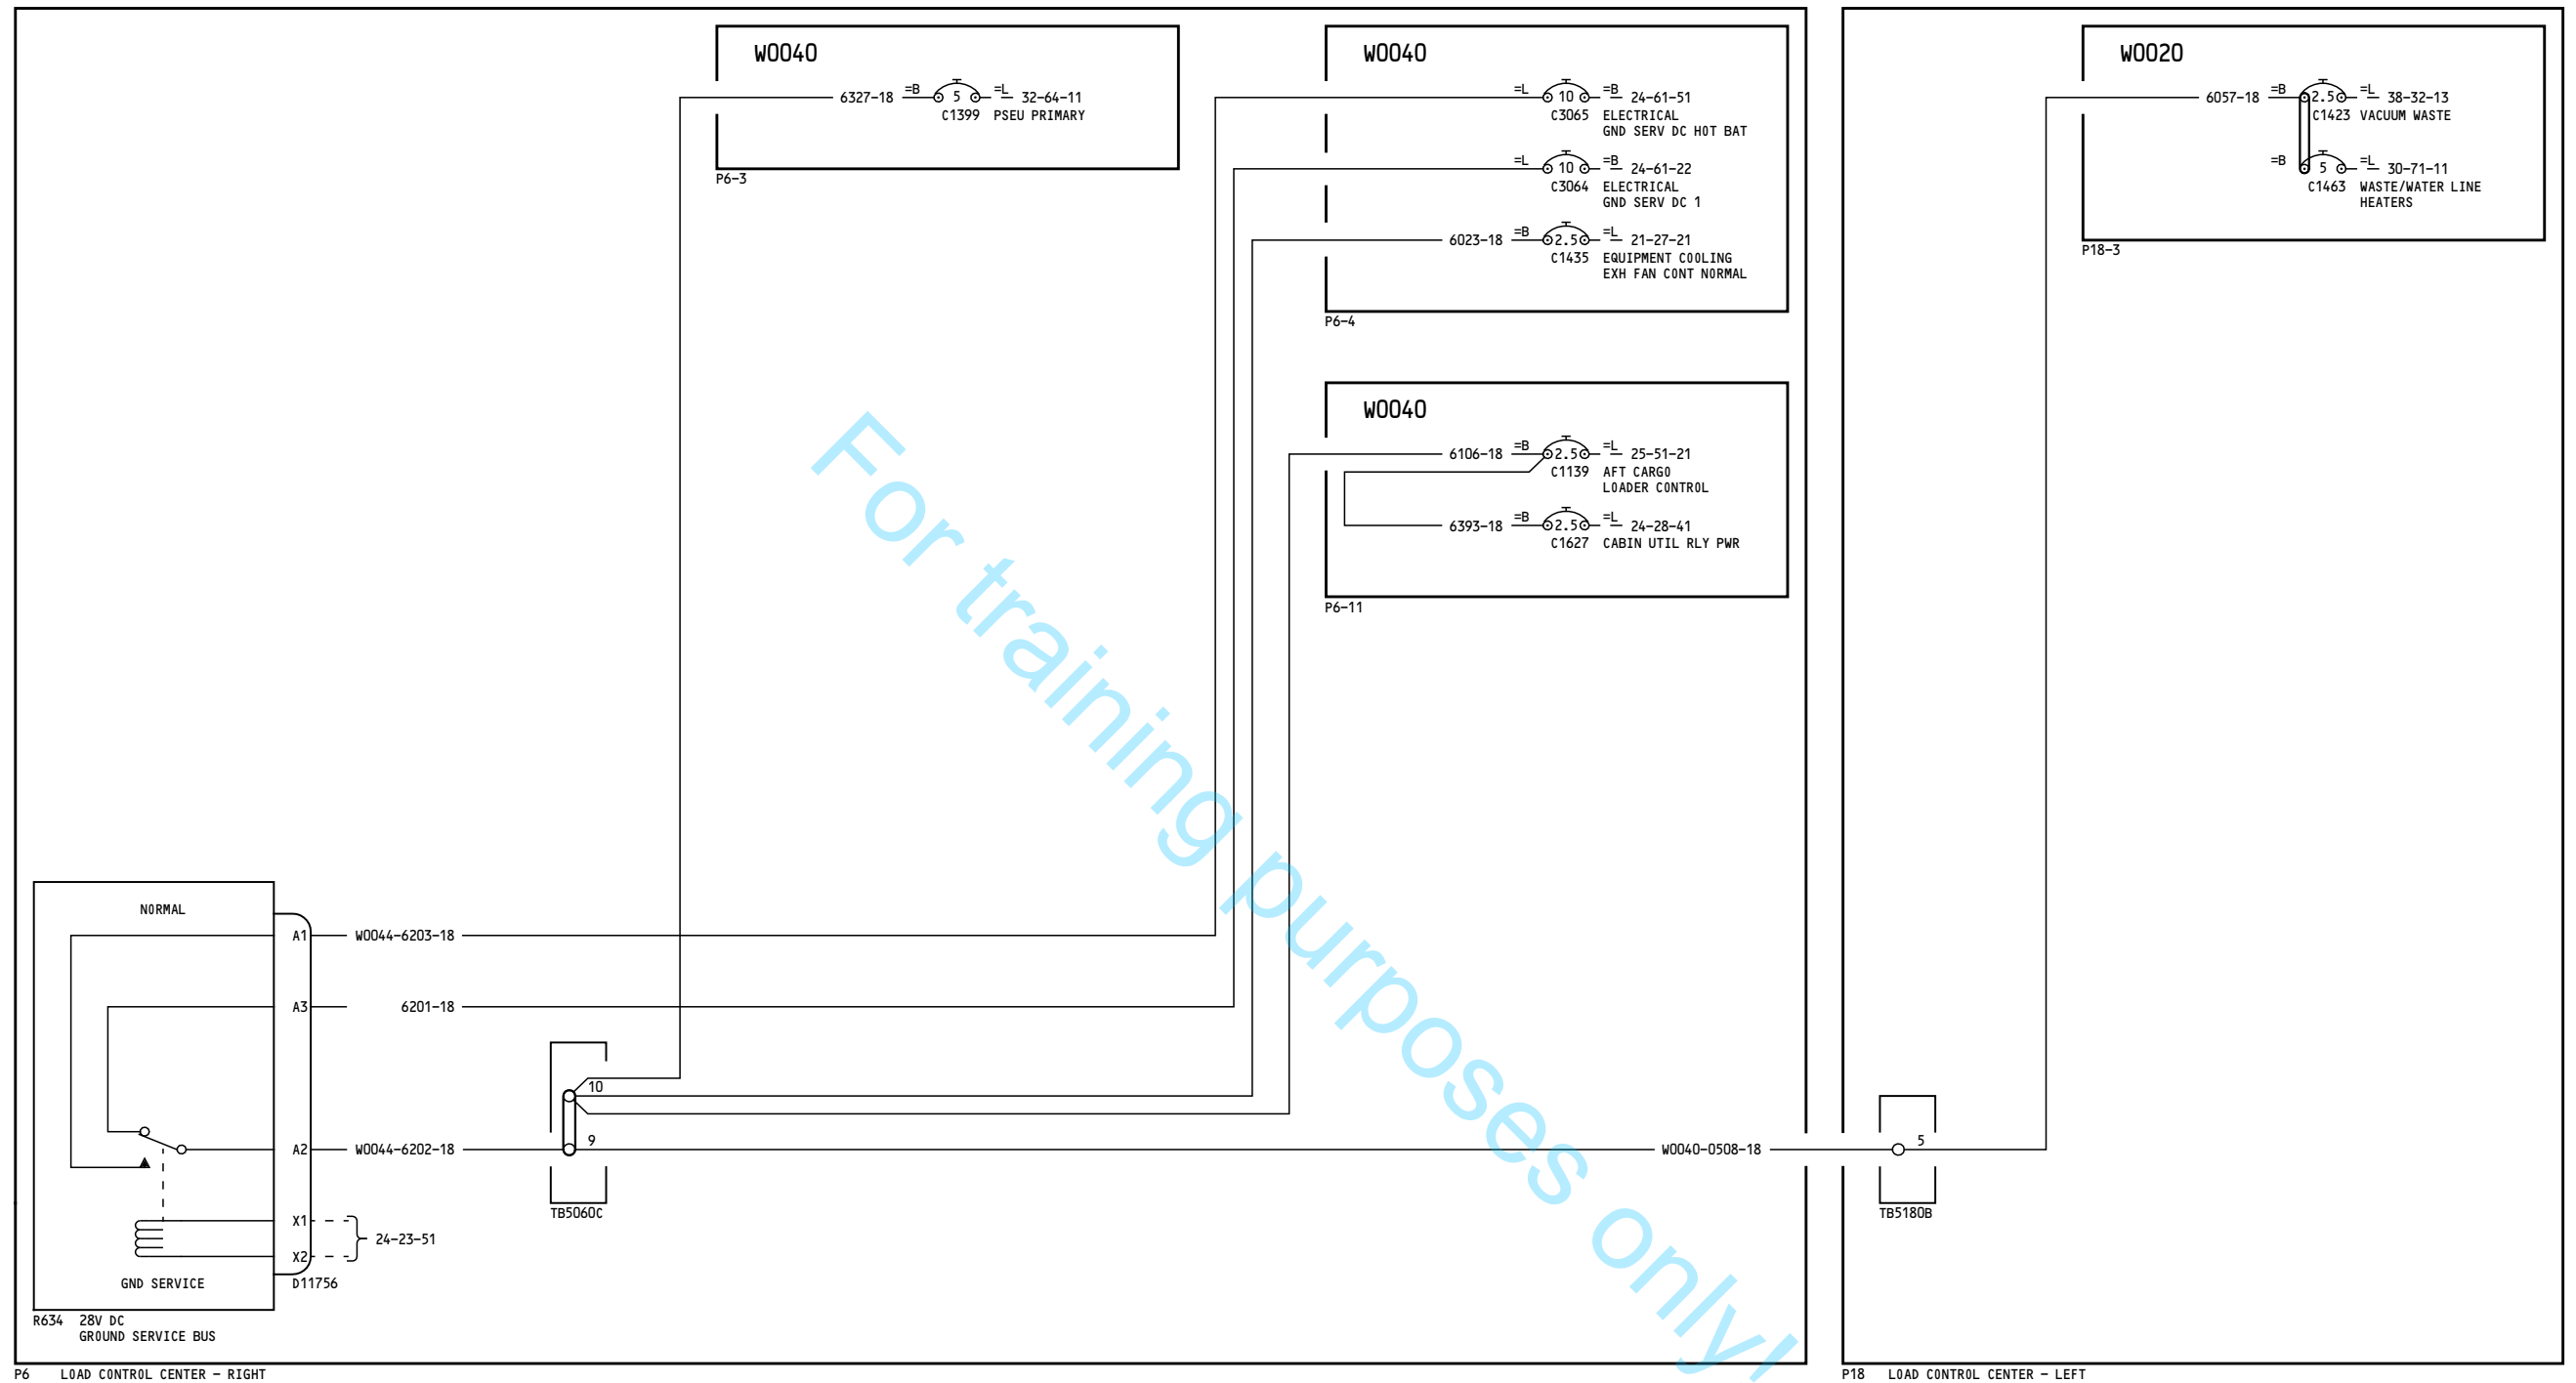 W0040
6327-18 =B 5 =L 32-64-11
C1399 PSEU PRIMARY
P6-3
W0040
=L 10 =B 24-61-51
C3065 ELECTRICAL
GND SERV DC HOT BAT
=L 10 =B 24-61-22
C3064 ELECTRICAL
GND SERV DC 1
6023-18 =B 2.5 =L 21-27-21
C1435 EQUIPMENT COOLING
EXH FAN CONT NORMAL
P6-4
W0040
6106-18 =B 2.5 =L 25-51-21
C1139 AFT CARGO
LOADER CONTROL
6393-18 =B 2.5 =L 24-28-41
C1627 CABIN UTIL RLY PWR
P6-11
W0020
6057-18 =B 2.5 =L 38-32-13
C1423 VACUUM WASTE
=B 5 =L 30-71-11
C1463 WASTE/WATER LINE
HEATERS
P18-3
For training purposes only!
NORMAL
A1 W0044-6203-18
A3 6201-18
10
A2 W0044-6202-18 9 W0040-0508-18 5
TB5060C
TB5180B
X1
24-23-51
X2
GND SERVICE
D11756
R634 28V DC
GROUND SERVICE BUS
P6 LOAD CONTROL CENTER - RIGHT
P18 LOAD CONTROL CENTER - LEFT